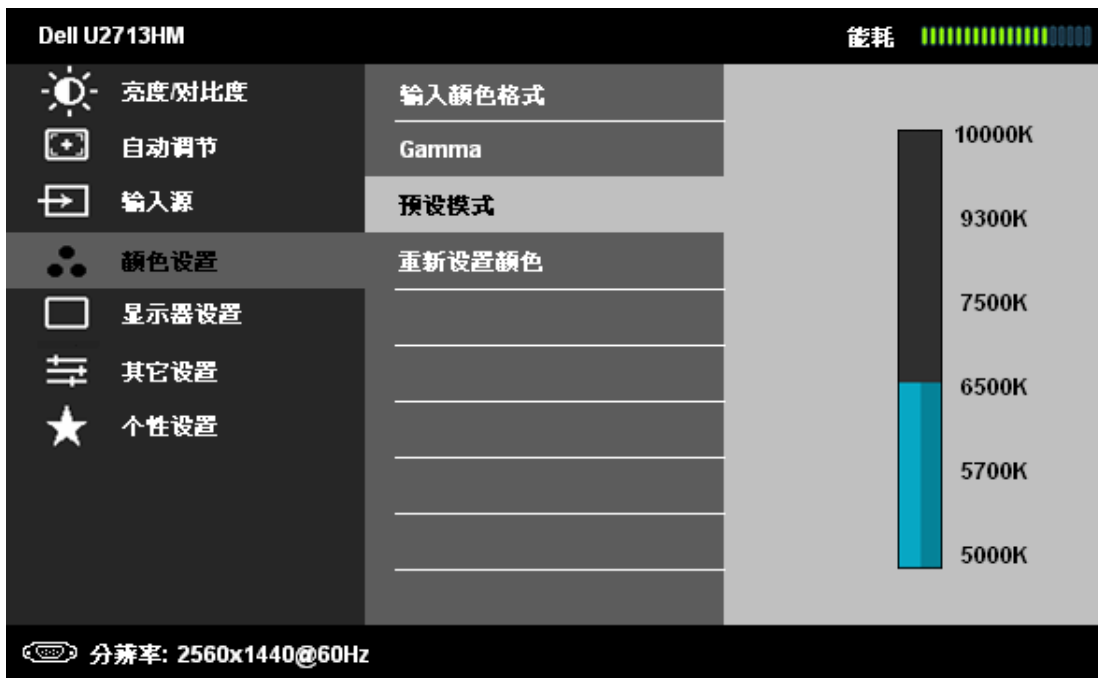 Dell U2713HM
能耗
亮度/对比度
自动调节
输入源
颜色设置
显示器设置
其它设置
个性设置
输入颜色格式
Gamma
预设模式
重新设置颜色
10000K
9300K
7500K
6500K
5700K
5000K
分辨率: 2560x1440@60Hz